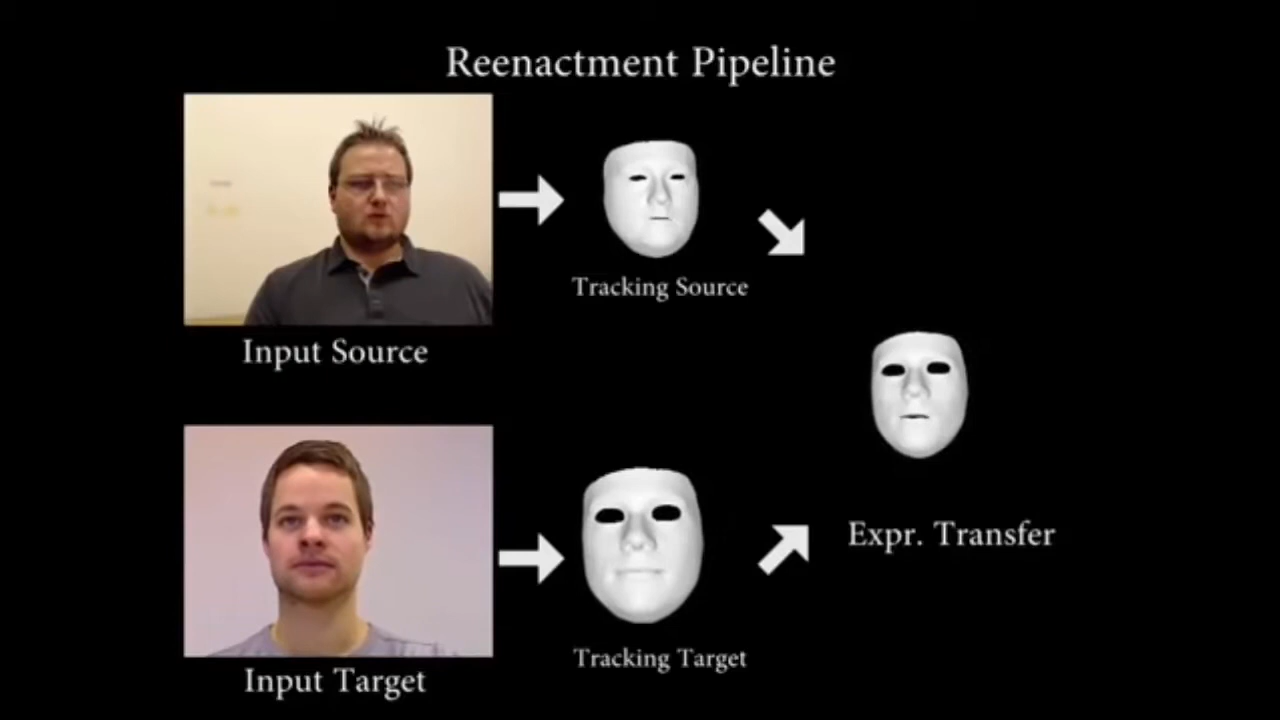 Reenactment Pipeline
Tracking Source
Input Source
Expr. Transfer
Tracking Target
Input Target